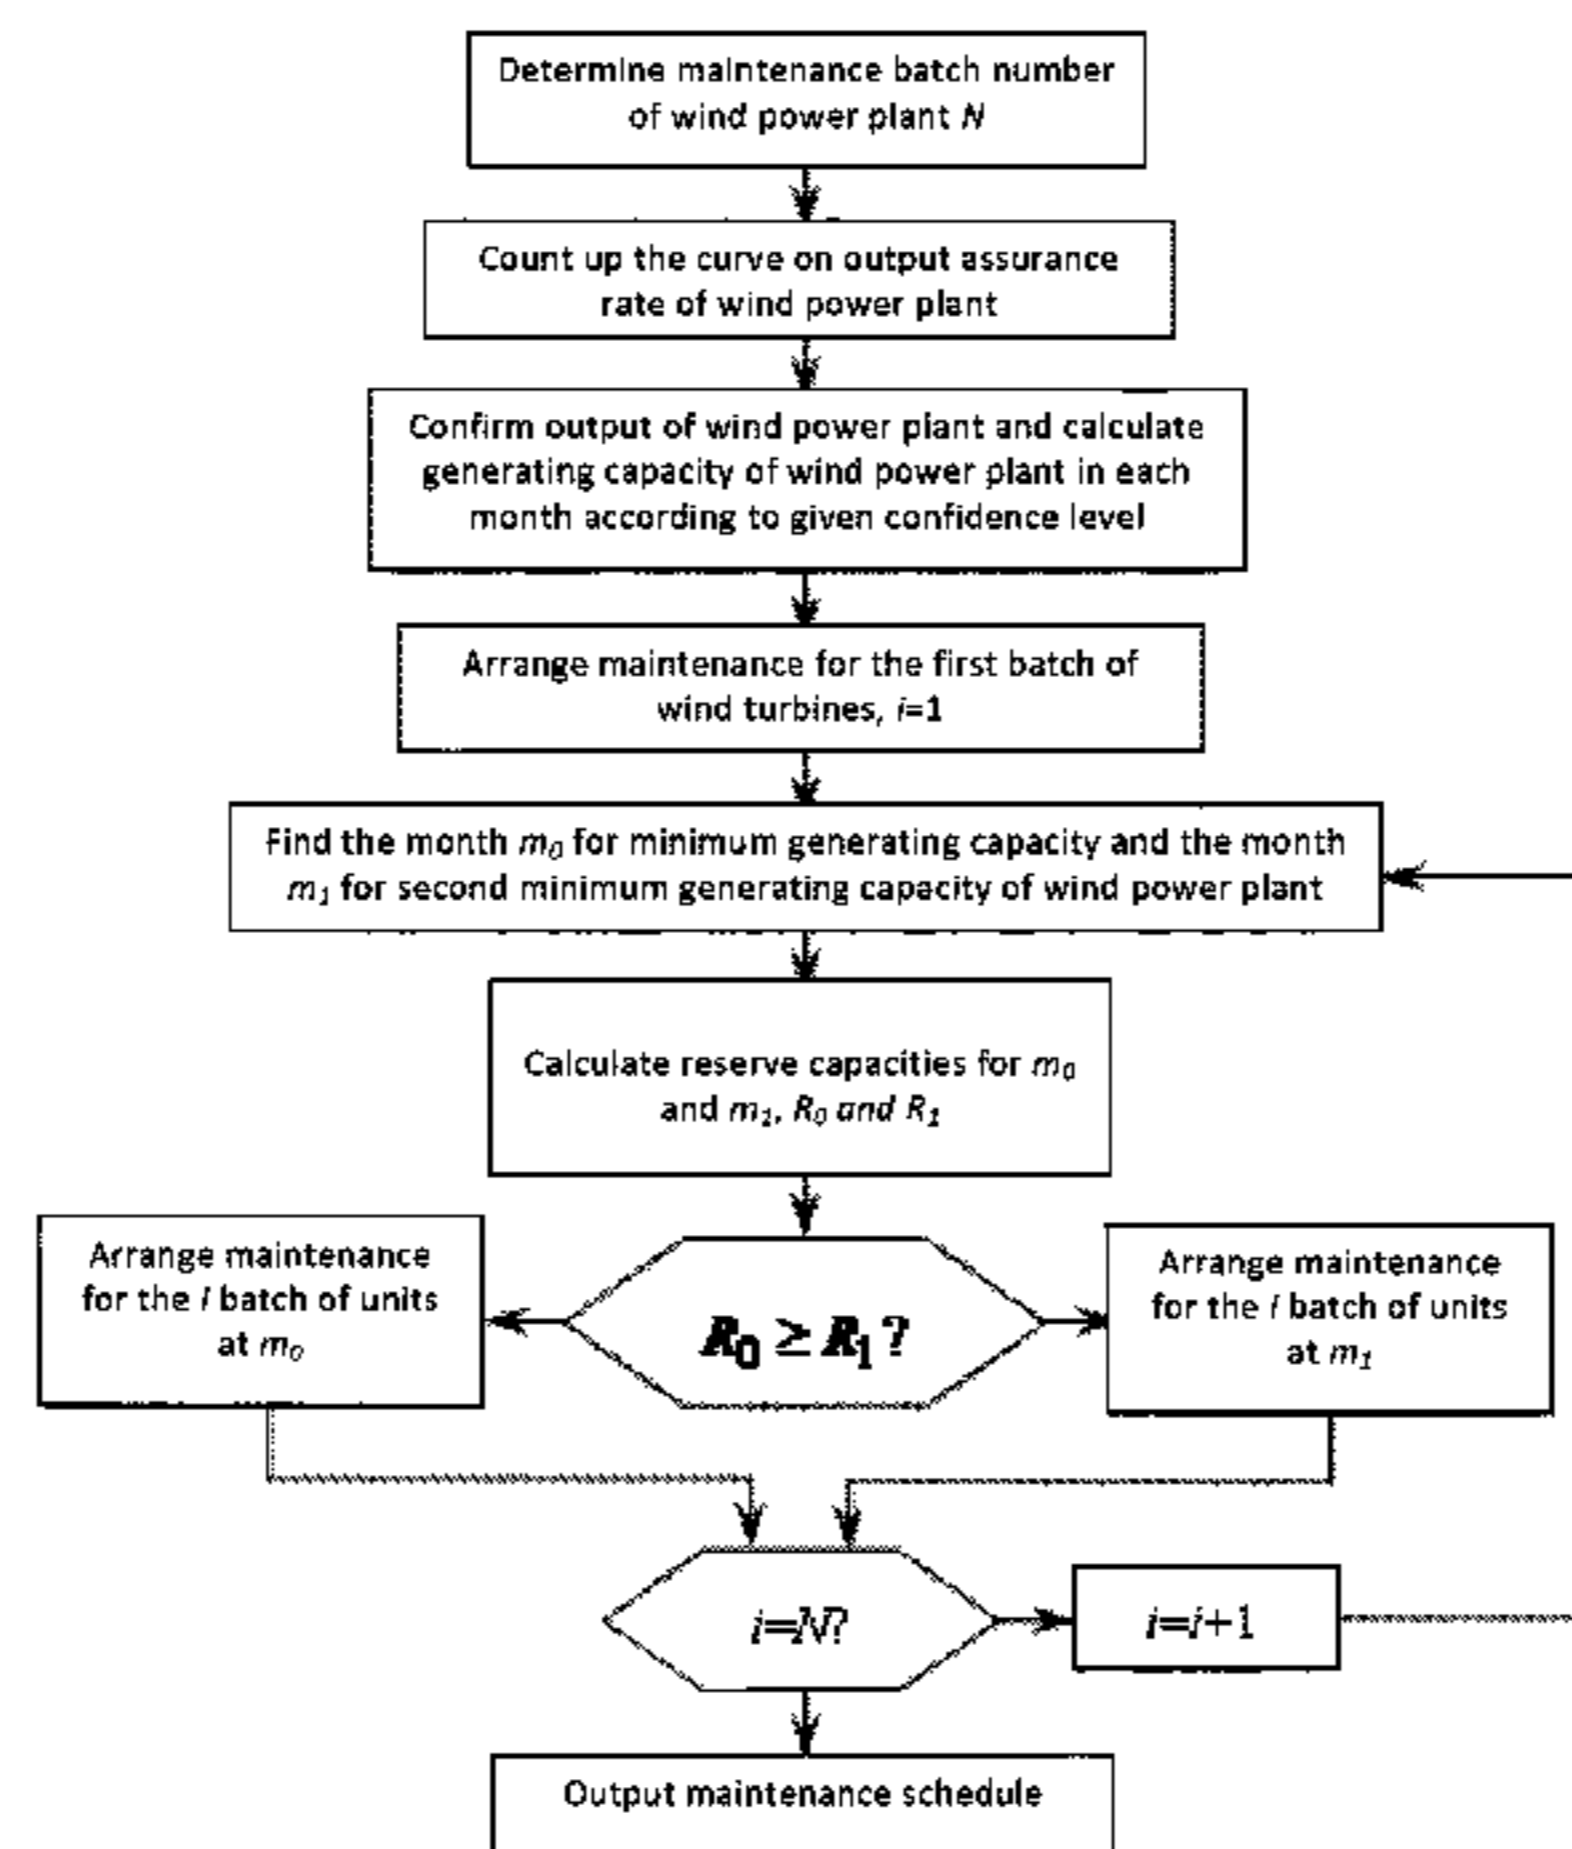 Determine maintenance batch number
of wind power plant N
Count up the curve on output assurance
rate of wind power plant
Confirm output of wind power plant and calculate
generating capacity of wind power plant in each
month according to given confidence level
Arrange maintenance for the first batch of
wind turbines, i=1
Find the month m₀ for minimum generating capacity and the month
m₁ for second minimum generating capacity of wind power plant
Calculate reserve capacities for m₀
and m₁, R₀ and R₁
Arrange maintenance
for the i batch of units
at m₀
R₀ ≥ R₁ ?
Arrange maintenance
for the i batch of units
at m₁
i=N?
i=i+1
Output maintenance schedule